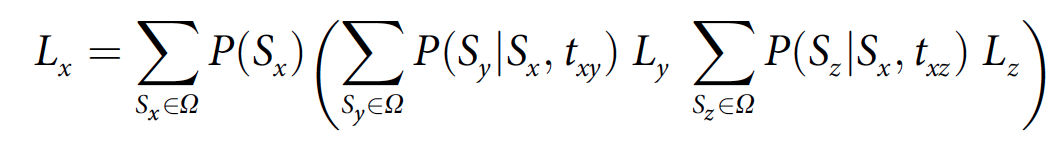 L_x = \sum_{S_x \in \Omega} P(S_x) \left( \sum_{S_y \in \Omega} P(S_y | S_x, t_{xy}) L_y \sum_{S_z \in \Omega} P(S_z | S_x, t_{xz}) L_z \right)